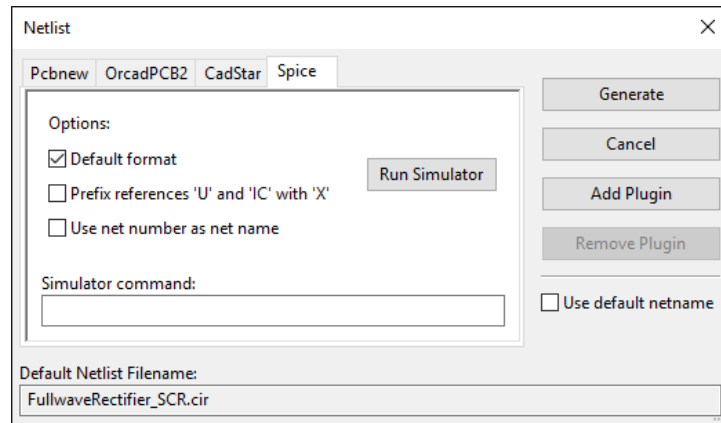 Netlist
Pcbnew OrcadPCB2 CadStar Spice
Options:
Default format
Prefix references 'U' and 'IC' with 'X'
Use net number as net name
Run Simulator
Simulator command:
Generate
Cancel
Add Plugin
Remove Plugin
Use default netname
Default Netlist Filename:
FullwaveRectifier_SCR.cir